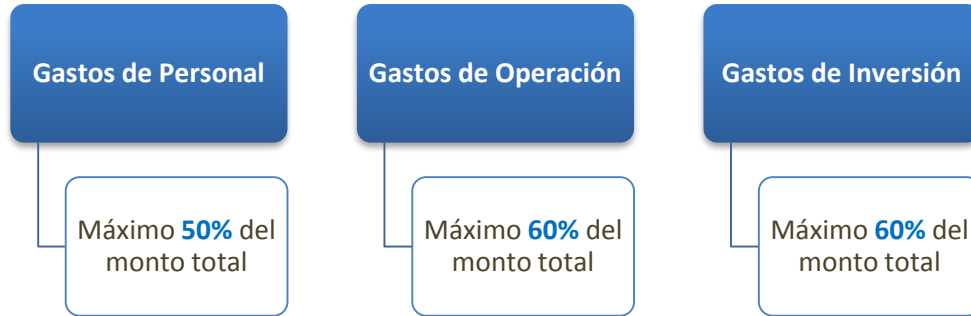 Gastos de Personal
Máximo 50% del
monto total
Gastos de Operación
Máximo 60% del
monto total
Gastos de Inversión
Máximo 60% del
monto total